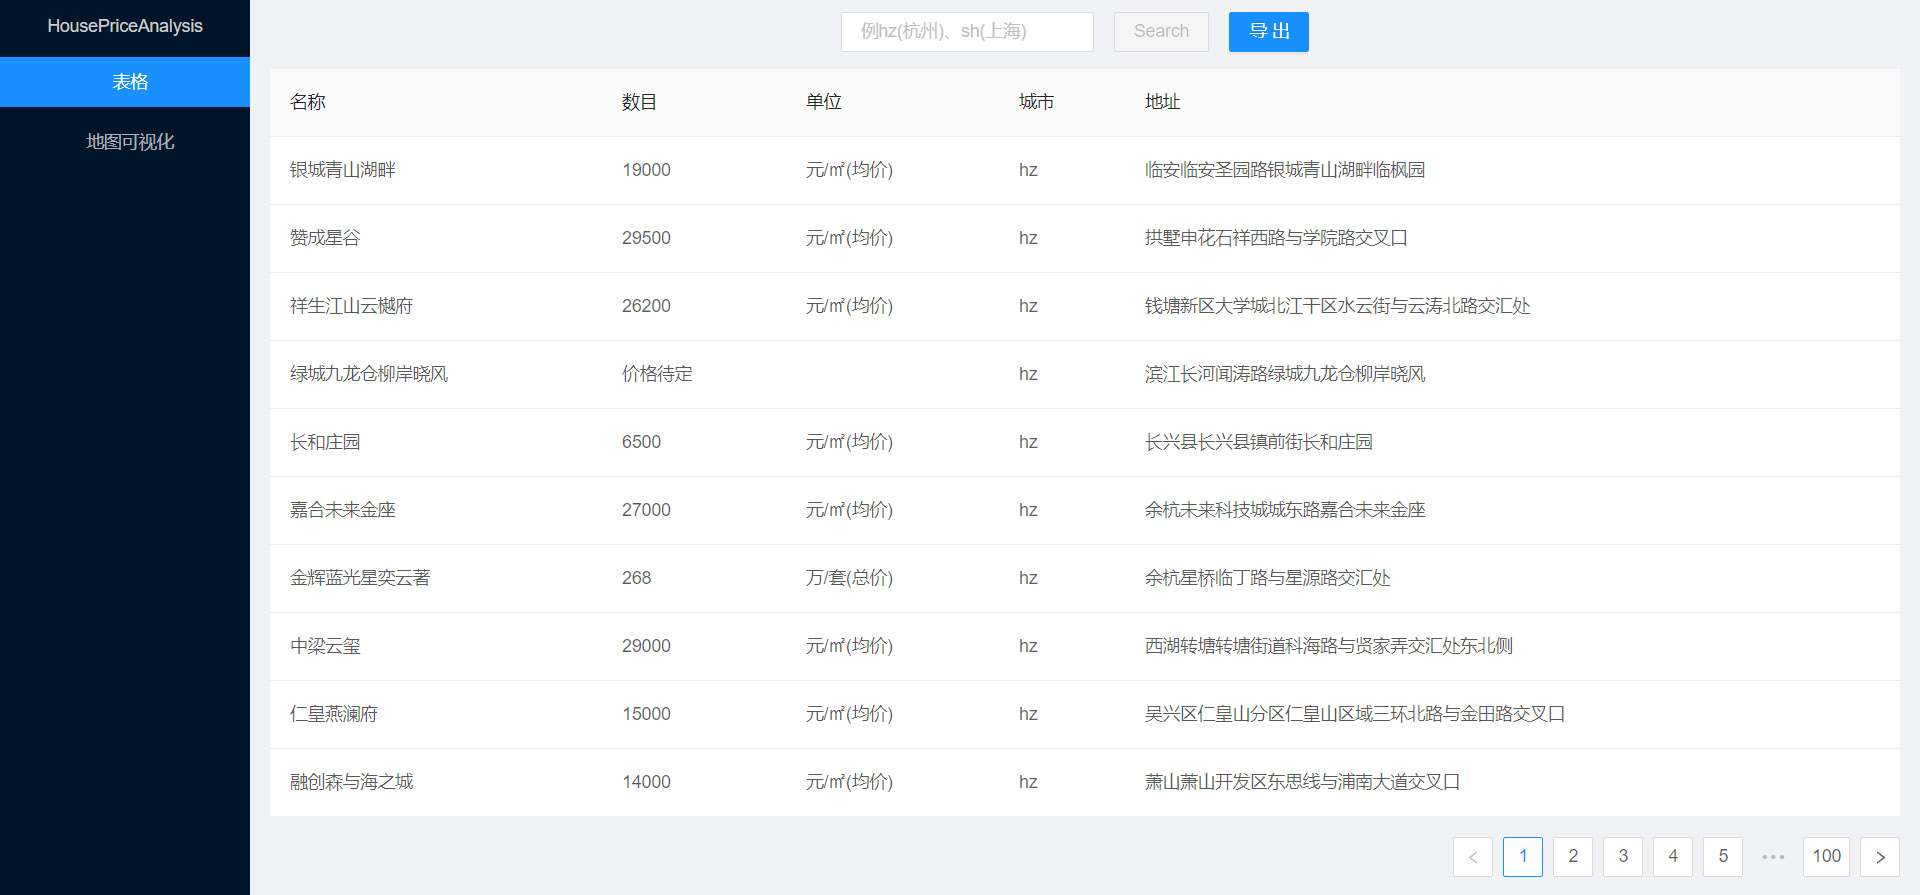 HousePriceAnalysis
表格
地图可视化
例hz(杭州)、sh(上海) Search 导 出
名称 数目 单位 城市 地址
银城青山湖畔 19000 元/㎡(均价) hz 临安临安圣园路银城青山湖畔临枫园
赞成星谷 29500 元/㎡(均价) hz 拱墅申花石祥西路与学院路交叉口
祥生江山云樾府 26200 元/㎡(均价) hz 钱塘新区大学城北江干区水云街与云涛北路交汇处
绿城九龙仓柳岸晓风 价格待定 hz 滨江长河闻涛路绿城九龙仓柳岸晓风
长和庄园 6500 元/㎡(均价) hz 长兴县长兴县镇前街长和庄园
嘉合未来金座 27000 元/㎡(均价) hz 余杭未来科技城城东路嘉合未来金座
金辉蓝光星奕云著 268 万/套(总价) hz 余杭星桥临丁路与星源路交汇处
中梁云玺 29000 元/㎡(均价) hz 西湖转塘转塘街道科海路与贤家弄交汇处东北侧
仁皇燕澜府 15000 元/㎡(均价) hz 吴兴区仁皇山分区仁皇山区域三环北路与金田路交叉口
融创森与海之城 14000 元/㎡(均价) hz 萧山萧山开发区东思线与浦南大道交叉口
< 1 2 3 4 5 ••• 100 >